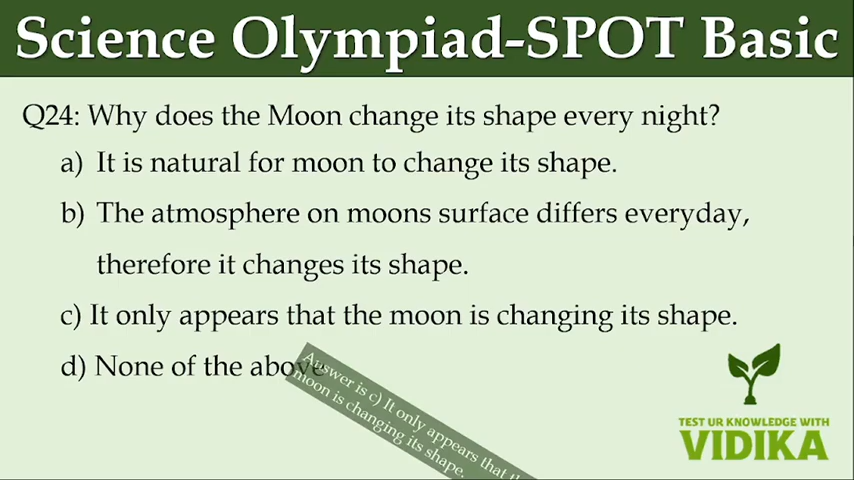 Science Olympiad-SPOT Basic
Q24: Why does the Moon change its shape every night?
a) It is natural for moon to change its shape.
b) The atmosphere on moons surface differs everyday,
therefore it changes its shape.
c) It only appears that the moon is changing its shape.
d) None of the above
Answer is c) It only appears that
moon is changing its shape.
TEST UR KNOWLEDGE WITH
VIDIKA